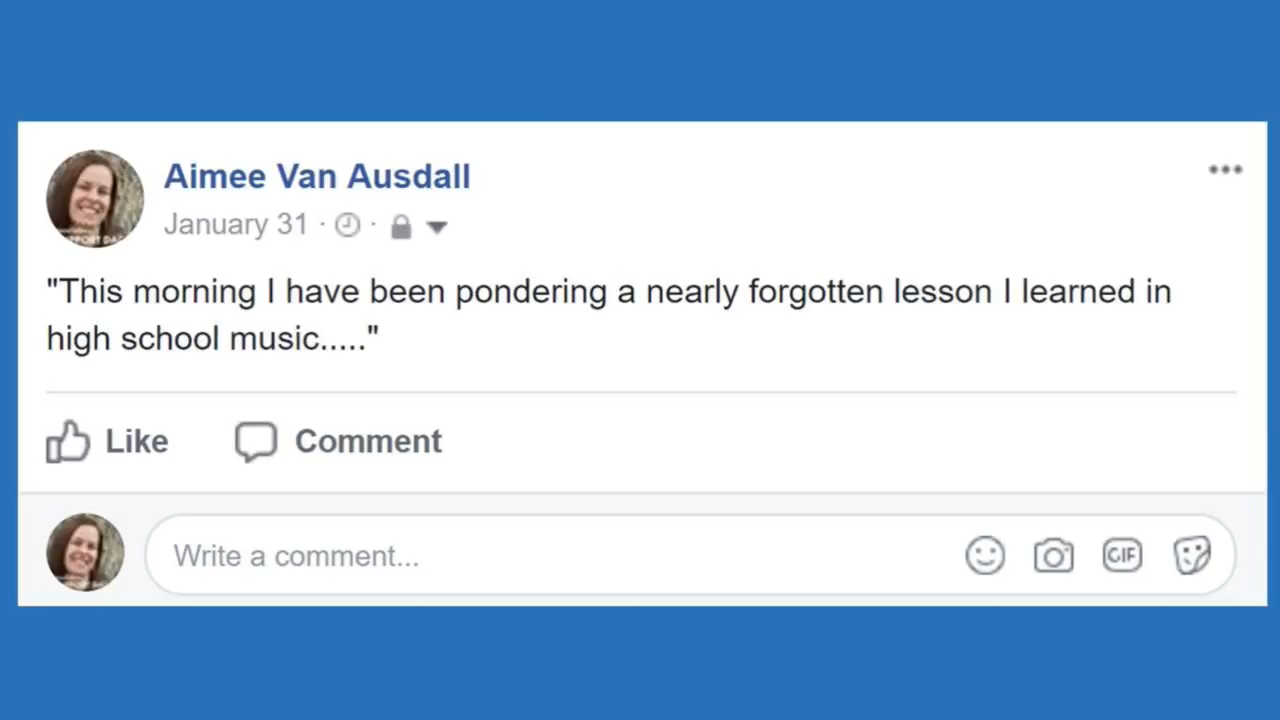 Aimee Van Ausdall
January 31
"This morning I have been pondering a nearly forgotten lesson I learned in
high school music....."
Like Comment
Write a comment... GIF